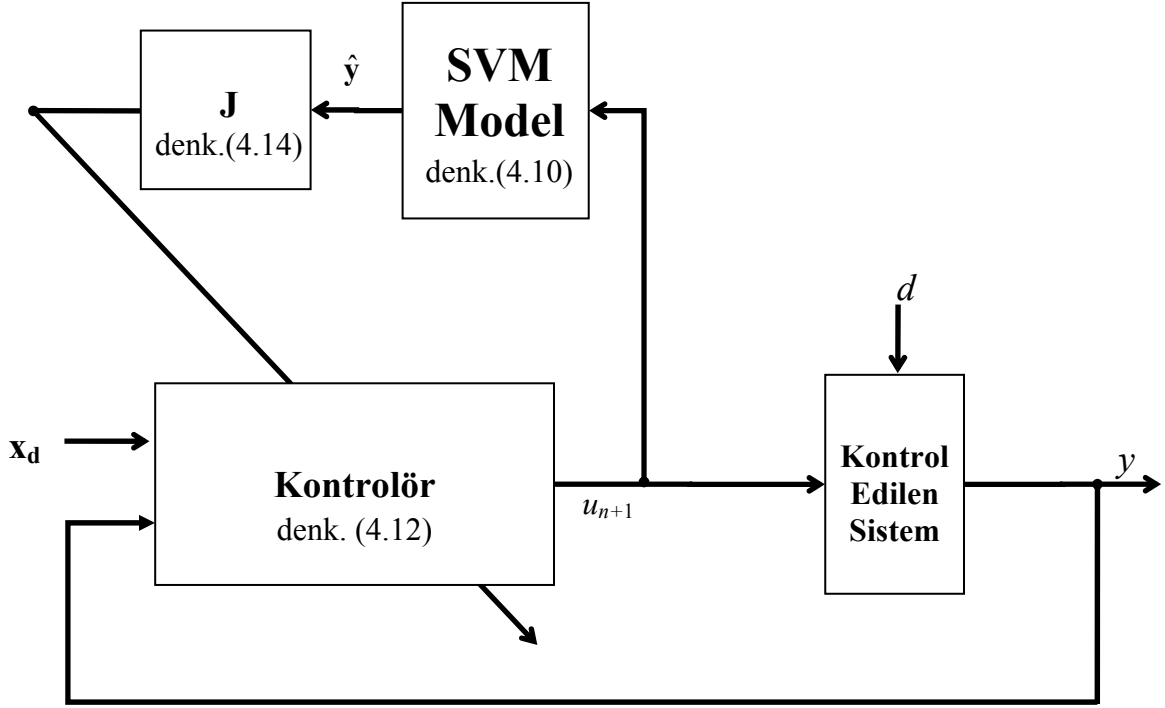 SVM
Model
denk.(4.10)
ŷ
J
denk.(4.14)
d
x_d
Kontrolör
denk. (4.12)
u_{n+1}
Kontrol
Edilen
Sistem
y